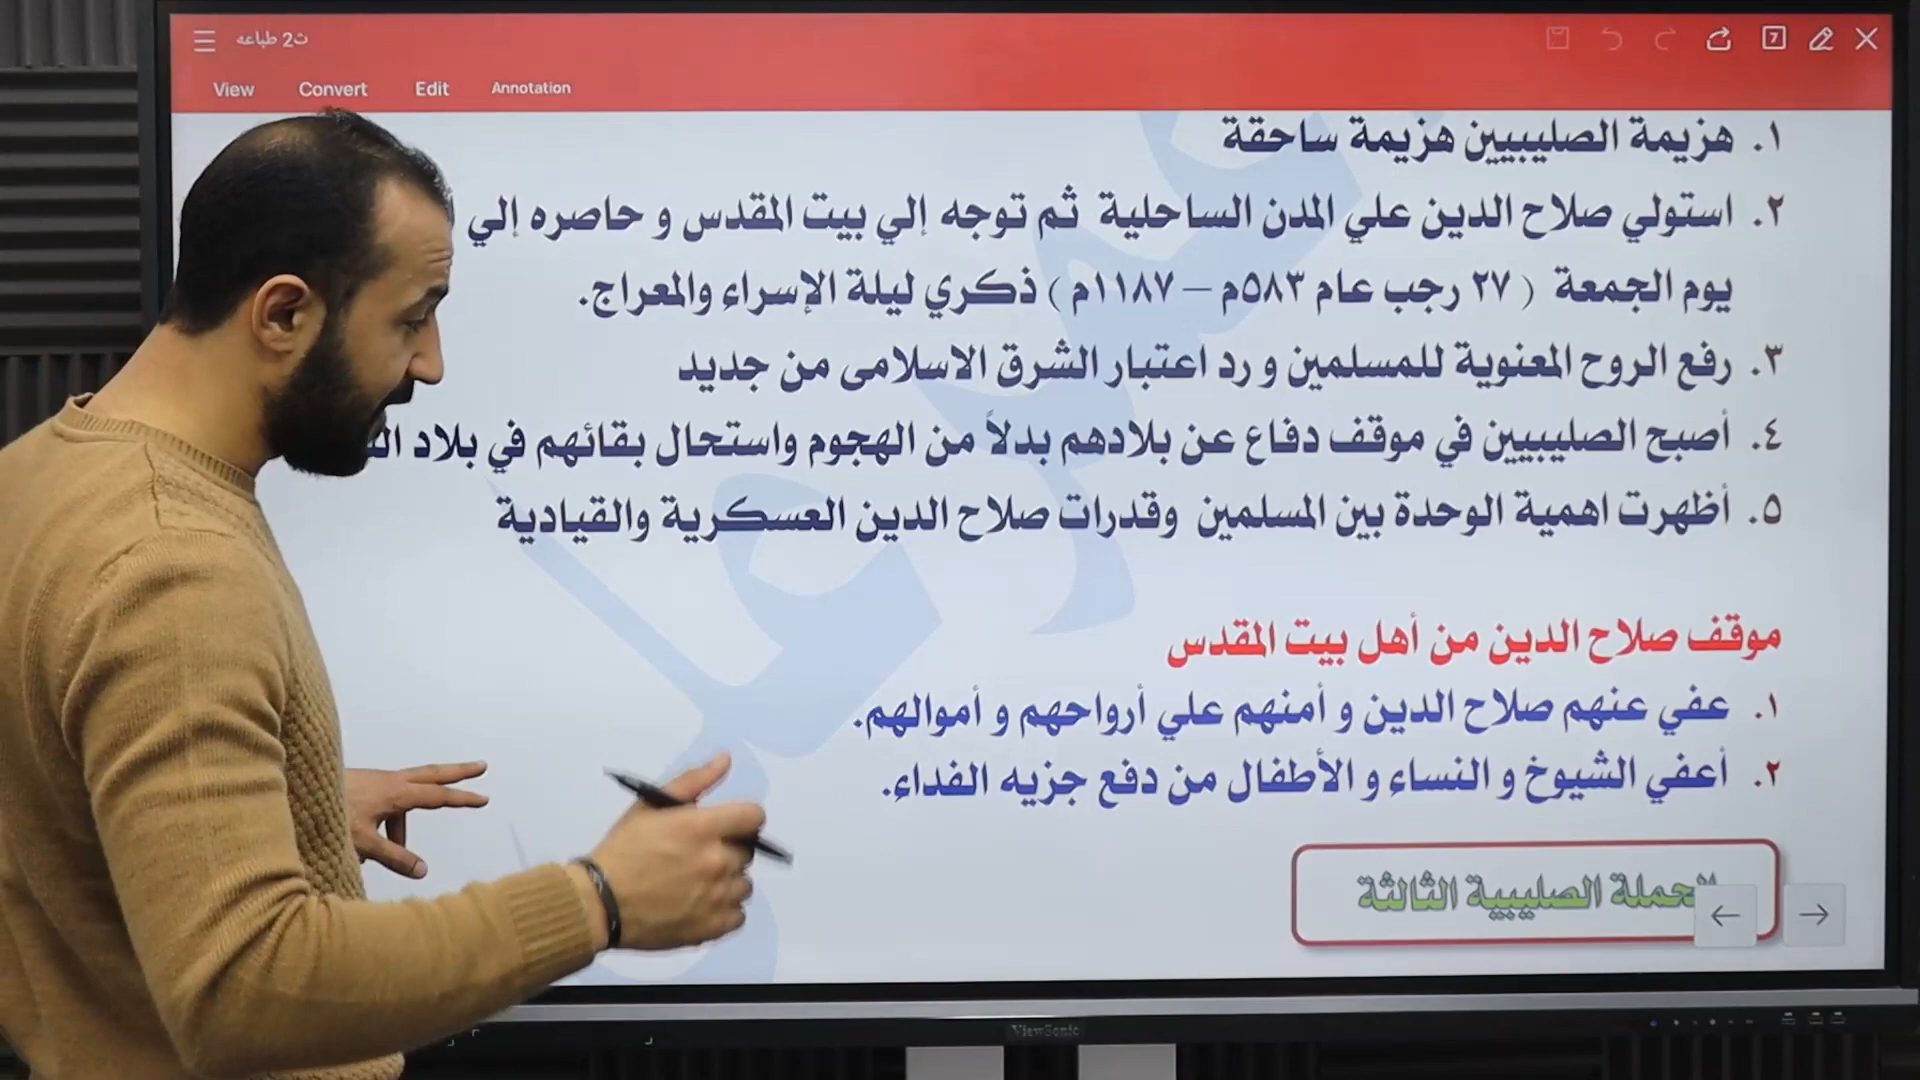 ث2 طباعه
7
View Convert Edit Annotation
١. هزيمة الصليبيين هزيمة ساحقة
٢. استولي صلاح الدين علي المدن الساحلية ثم توجه إلي بيت المقدس و حاصره إلي
يوم الجمعة ( ٢٧ رجب عام ٥٨٣م – ١١٨٧م ) ذكري ليلة الإسراء والمعراج.
٣. رفع الروح المعنوية للمسلمين و رد اعتبار الشرق الاسلامى من جديد
٤. أصبح الصليبيين في موقف دفاع عن بلادهم بدلاً من الهجوم واستحال بقائهم في بلاد
٥. أظهرت اهمية الوحدة بين المسلمين وقدرات صلاح الدين العسكرية والقيادية
موقف صلاح الدين من أهل بيت المقدس
١. عفي عنهم صلاح الدين و أمنهم علي أرواحهم و أموالهم.
٢. أعفي الشيوخ و النساء و الأطفال من دفع جزيه الفداء.
الحملة الصليبية الثالثة
ViewSonic